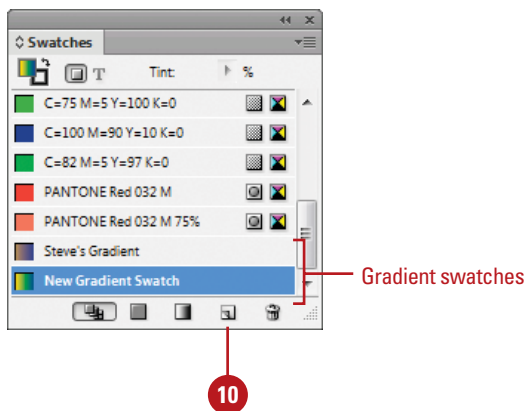 Swatches
T Tint: %
C=75 M=5 Y=100 K=0
C=100 M=90 Y=10 K=0
C=82 M=5 Y=97 K=0
PANTONE Red 032 M
PANTONE Red 032 M 75%
Steve's Gradient
New Gradient Swatch
Gradient swatches
10